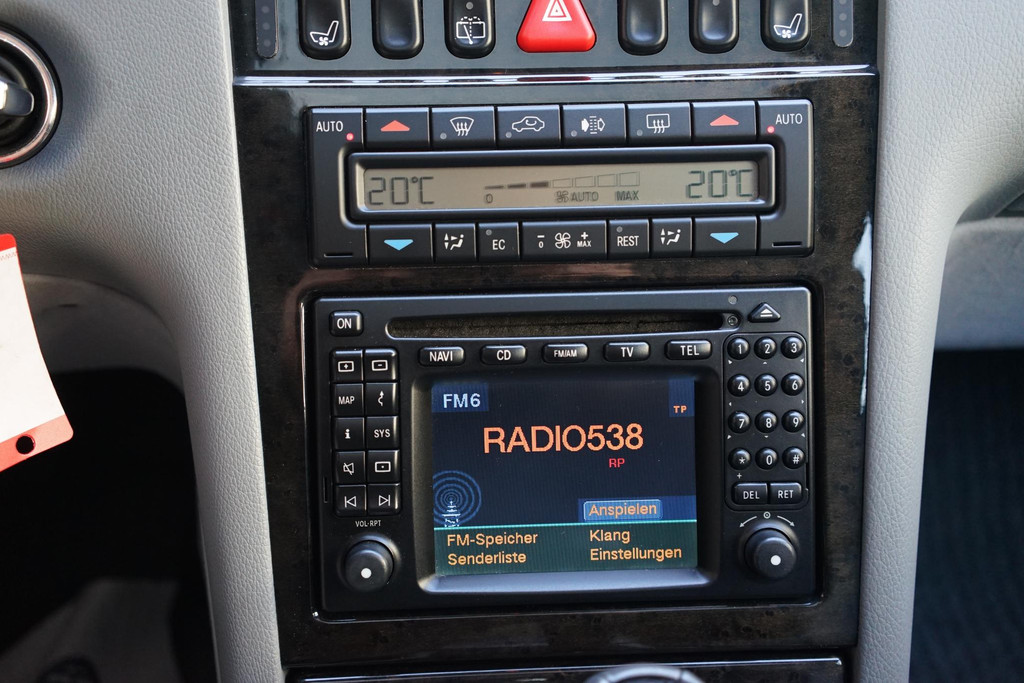 AUTO AUTO
20°C 0 AUTO MAX 20°C
EC - 0 + MAX REST
ON
NAVI CD FM/AM TV TEL
+ -
MAP
i SYS
VOL·RPT
FM6
TP
RADIO538
RP
Anspielen
FM-Speicher Klang
Senderliste Einstellungen
1 2 3
4 5 6
7 8 9
* 0 #
+
DEL RET